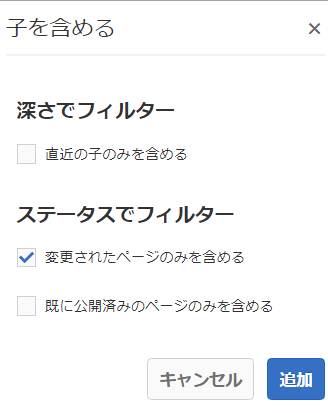 子を含める
深さでフィルター
直近の子のみを含める
ステータスでフィルター
変更されたページのみを含める
既に公開済みのページのみを含める
キャンセル 追加